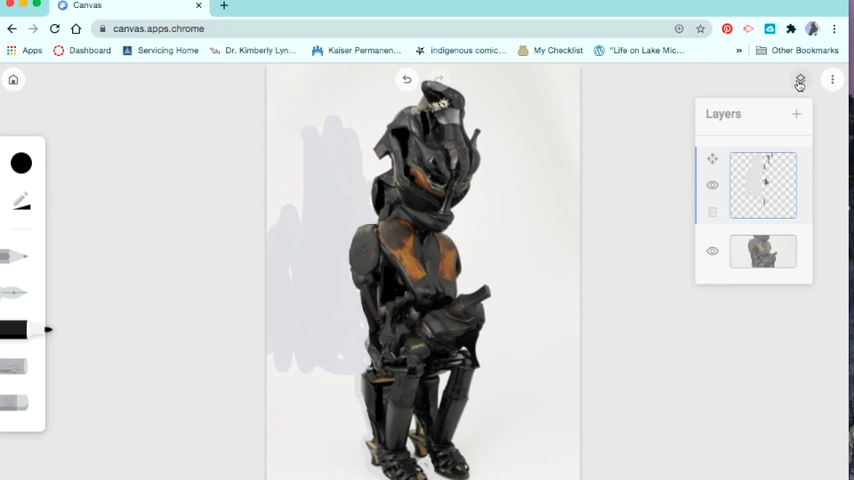 Canvas
canvas.apps.chrome
Apps Dashboard Servicing Home Dr. Kimberly Lyn... Kaiser Permanen... indigenous comic... My Checklist "Life on Lake Mic... » Other Bookmarks
Layers